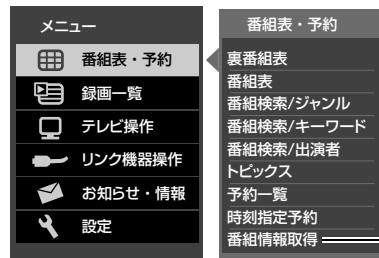 メニュー
番組表・予約
録画一覧
テレビ操作
リンク機器操作
お知らせ・情報
設定
番組表・予約
裏番組表
番組表
番組検索/ジャンル
番組検索/キーワード
番組検索/出演者
トピックス
予約一覧
時刻指定予約
番組情報取得